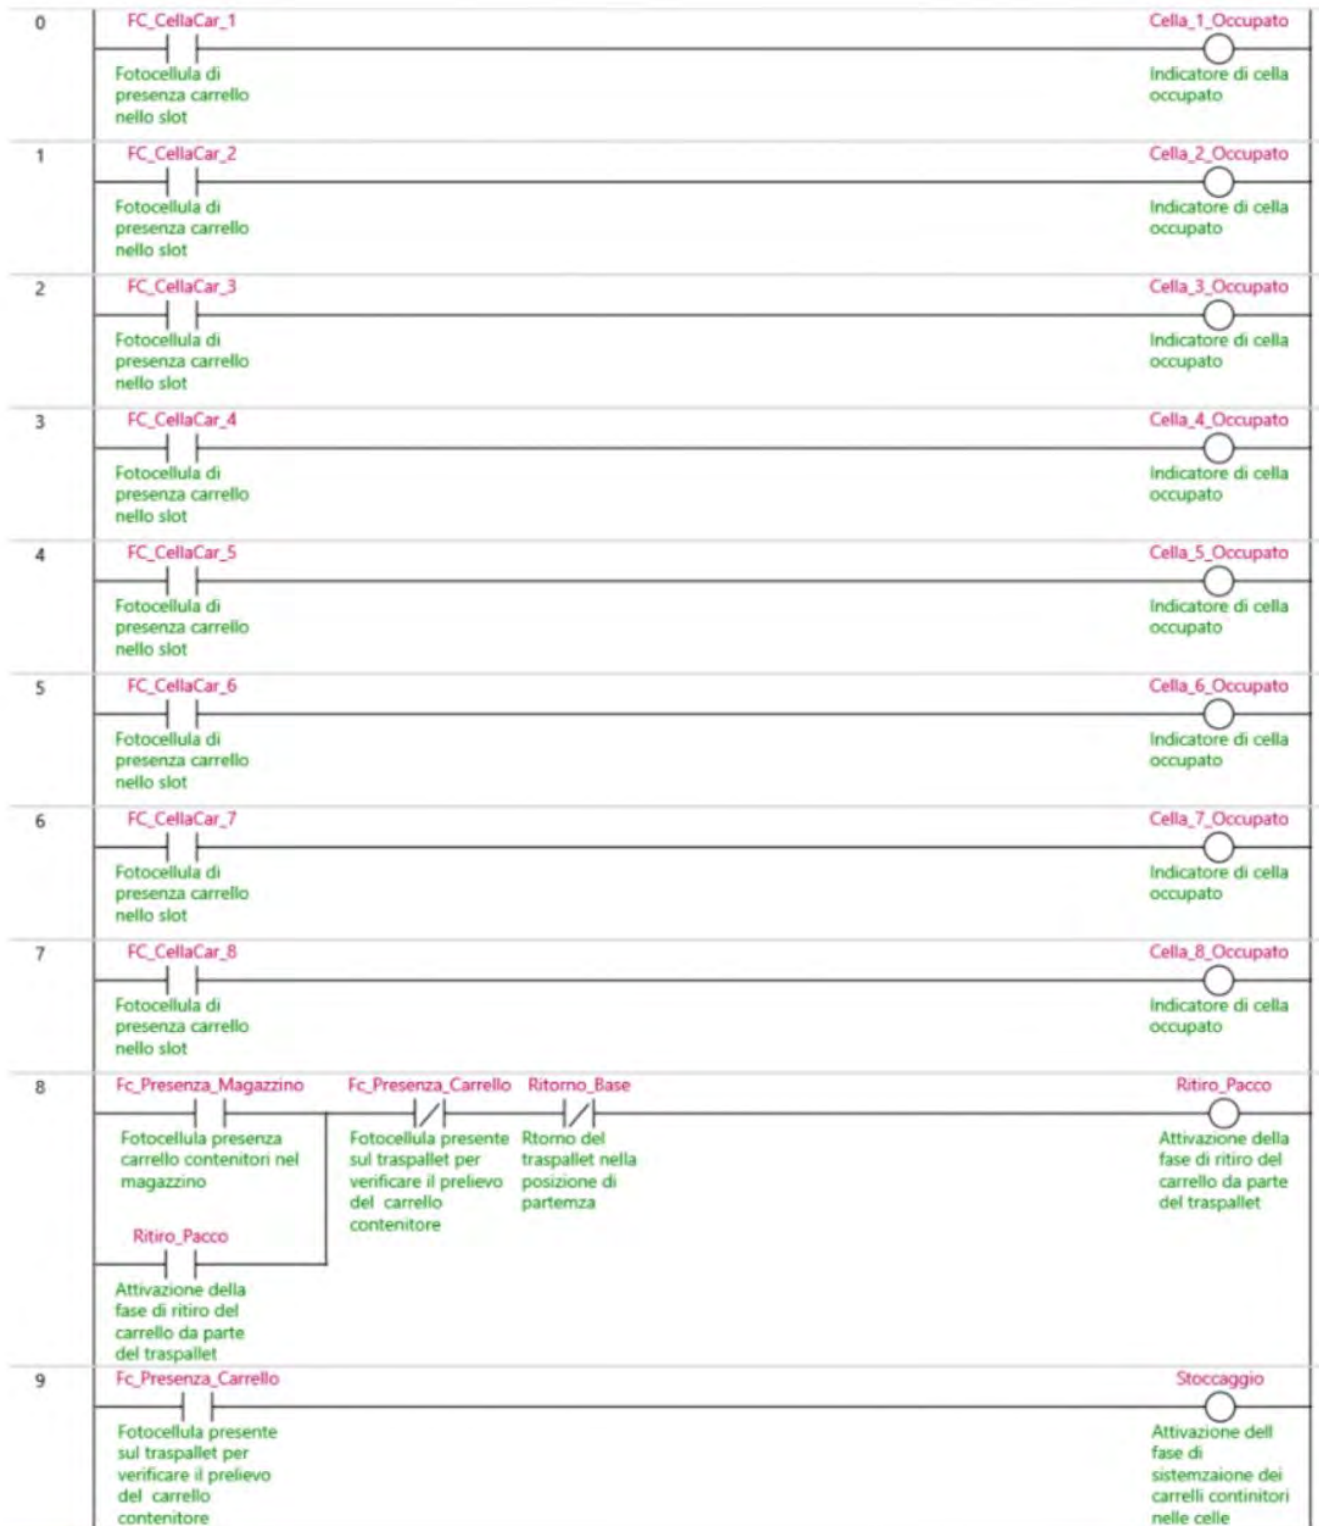 0
FC_CellaCar_1
Cella_1_Occupato
Fotocellula di
presenza carrello
nello slot
Indicatore di cella
occupato
1
FC_CellaCar_2
Cella_2_Occupato
Fotocellula di
presenza carrello
nello slot
Indicatore di cella
occupato
2
FC_CellaCar_3
Cella_3_Occupato
Fotocellula di
presenza carrello
nello slot
Indicatore di cella
occupato
3
FC_CellaCar_4
Cella_4_Occupato
Fotocellula di
presenza carrello
nello slot
Indicatore di cella
occupato
4
FC_CellaCar_5
Cella_5_Occupato
Fotocellula di
presenza carrello
nello slot
Indicatore di cella
occupato
5
FC_CellaCar_6
Cella_6_Occupato
Fotocellula di
presenza carrello
nello slot
Indicatore di cella
occupato
6
FC_CellaCar_7
Cella_7_Occupato
Fotocellula di
presenza carrello
nello slot
Indicatore di cella
occupato
7
FC_CellaCar_8
Cella_8_Occupato
Fotocellula di
presenza carrello
nello slot
Indicatore di cella
occupato
8
Fc_Presenza_Magazzino
Fc_Presenza_Carrello
Ritorno_Base
Ritiro_Pacco
Fotocellula presenza
carrello contenitori nel
magazzino
Fotocellula presente
sul traspallet per
verificare il prelievo
del carrello
contenitore
Rtorno del
traspallet nella
posizione di
partemza
Attivazione della
fase di ritiro del
carrello da parte
del traspallet
Ritiro_Pacco
Attivazione della
fase di ritiro del
carrello da parte
del traspallet
9
Fc_Presenza_Carrello
Stoccaggio
Fotocellula presente
sul traspallet per
verificare il prelievo
del carrello
contenitore
Attivazione dell
fase di
sistemzaione dei
carrelli continitori
nelle celle